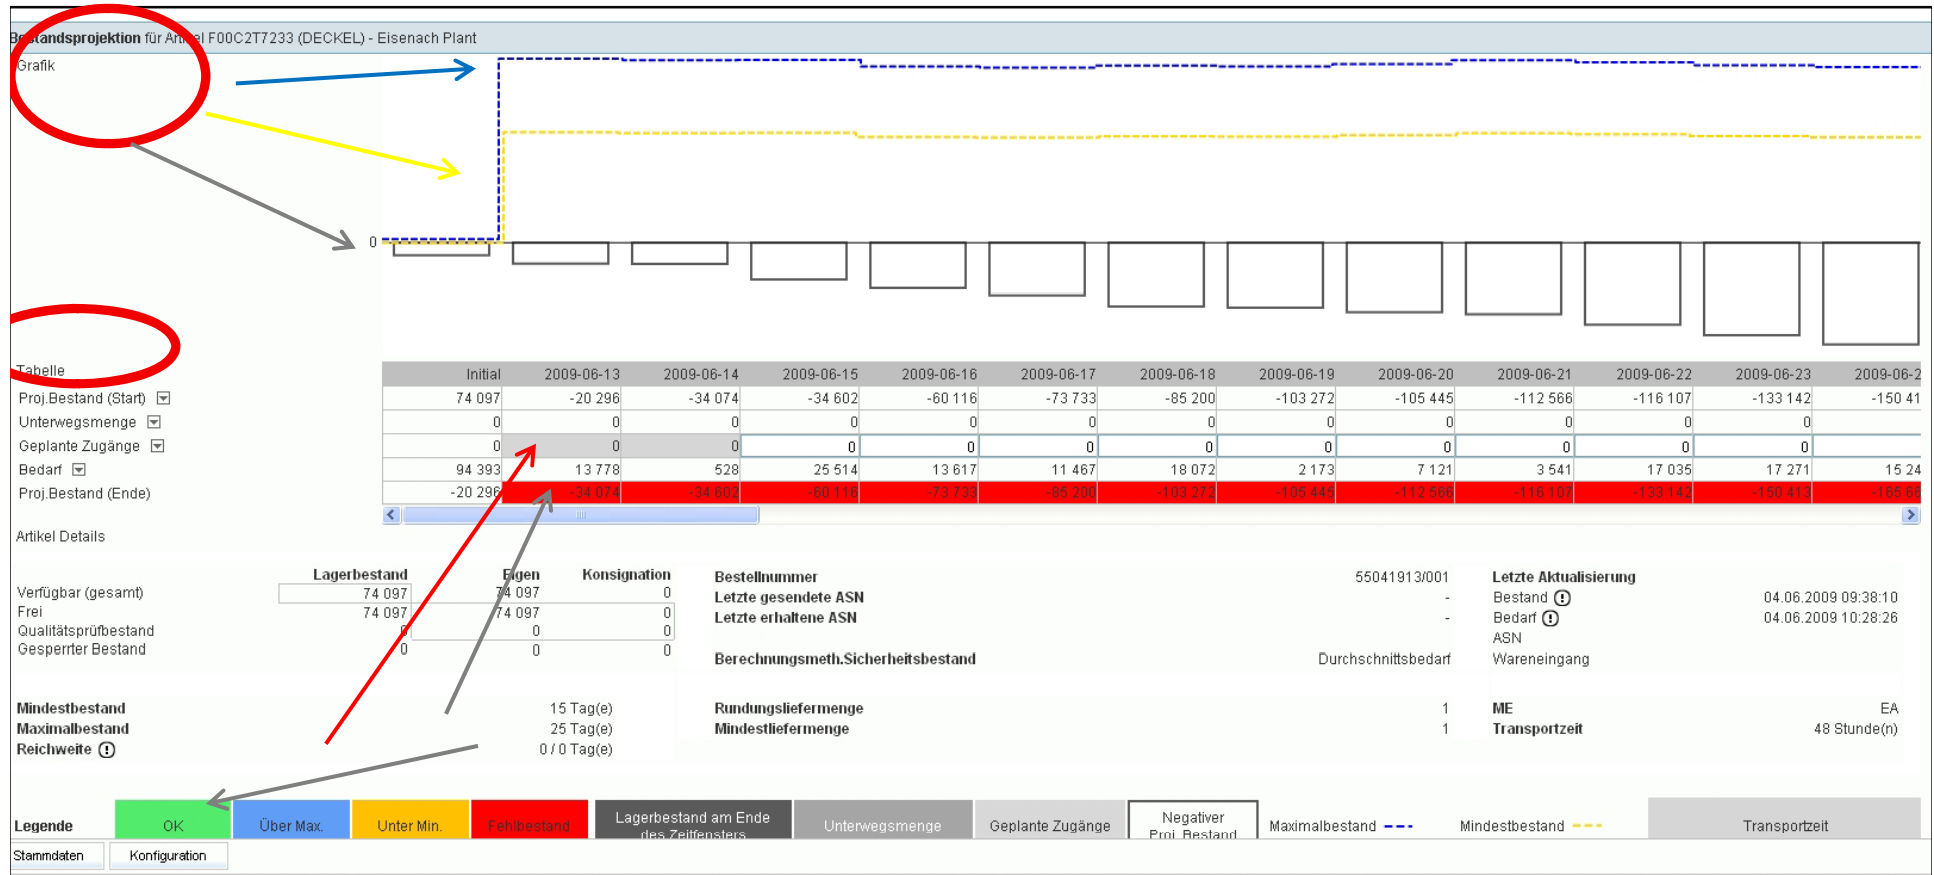 Bestandsprojektion für Artikel F00C2T7233 (DECKEL) - Eisenach Plant
Grafik
0
Tabelle
Initial 2009-06-13 2009-06-14 2009-06-15 2009-06-16 2009-06-17 2009-06-18 2009-06-19 2009-06-20 2009-06-21 2009-06-22 2009-06-23 2009-06-2
Proj.Bestand (Start) 74 097 -20 296 -34 074 -34 602 -60 116 -73 733 -85 200 -103 272 -105 445 -112 566 -116 107 -133 142 -150 41
Unterwegsmenge 0 0 0 0 0 0 0 0 0 0 0 0
Geplante Zugänge 0 0 0 0 0 0 0 0 0 0 0 0
Bedarf 94 393 13 778 528 25 514 13 617 11 467 18 072 2 173 7 121 3 541 17 035 17 271 15 24
Proj.Bestand (Ende) -20 296 -34 074 -34 602 -60 116 -73 733 -85 200 -103 272 -105 445 -112 566 -116 107 -133 142 -150 413 -165 66
Artikel Details
Lagerbestand Eigen Konsignation
Verfügbar (gesamt) 74 097 74 097 0
Frei 74 097 74 097 0
Qualitätsprüfbestand 0 0 0
Gesperrter Bestand 0 0 0
Bestellnummer 55041913/001
Letzte gesendete ASN -
Letzte erhaltene ASN -
Berechnungsmeth.Sicherheitsbestand Durchschnittsbedarf
Letzte Aktualisierung
Bestand 04.06.2009 09:38:10
Bedarf 04.06.2009 10:28:26
ASN
Wareneingang
Mindestbestand 15 Tag(e)
Maximalbestand 25 Tag(e)
Reichweite 0 / 0 Tag(e)
Rundungsliefermenge 1
Mindestliefermenge 1
ME EA
Transportzeit 48 Stunde(n)
Legende
OK
Über Max.
Unter Min.
Fehlbestand
Lagerbestand am Ende
des Zeitfensters
Unterwegsmenge
Geplante Zugänge
Negativer
Proj. Bestand
Maximalbestand
Mindestbestand
Transportzeit
Stammdaten
Konfiguration